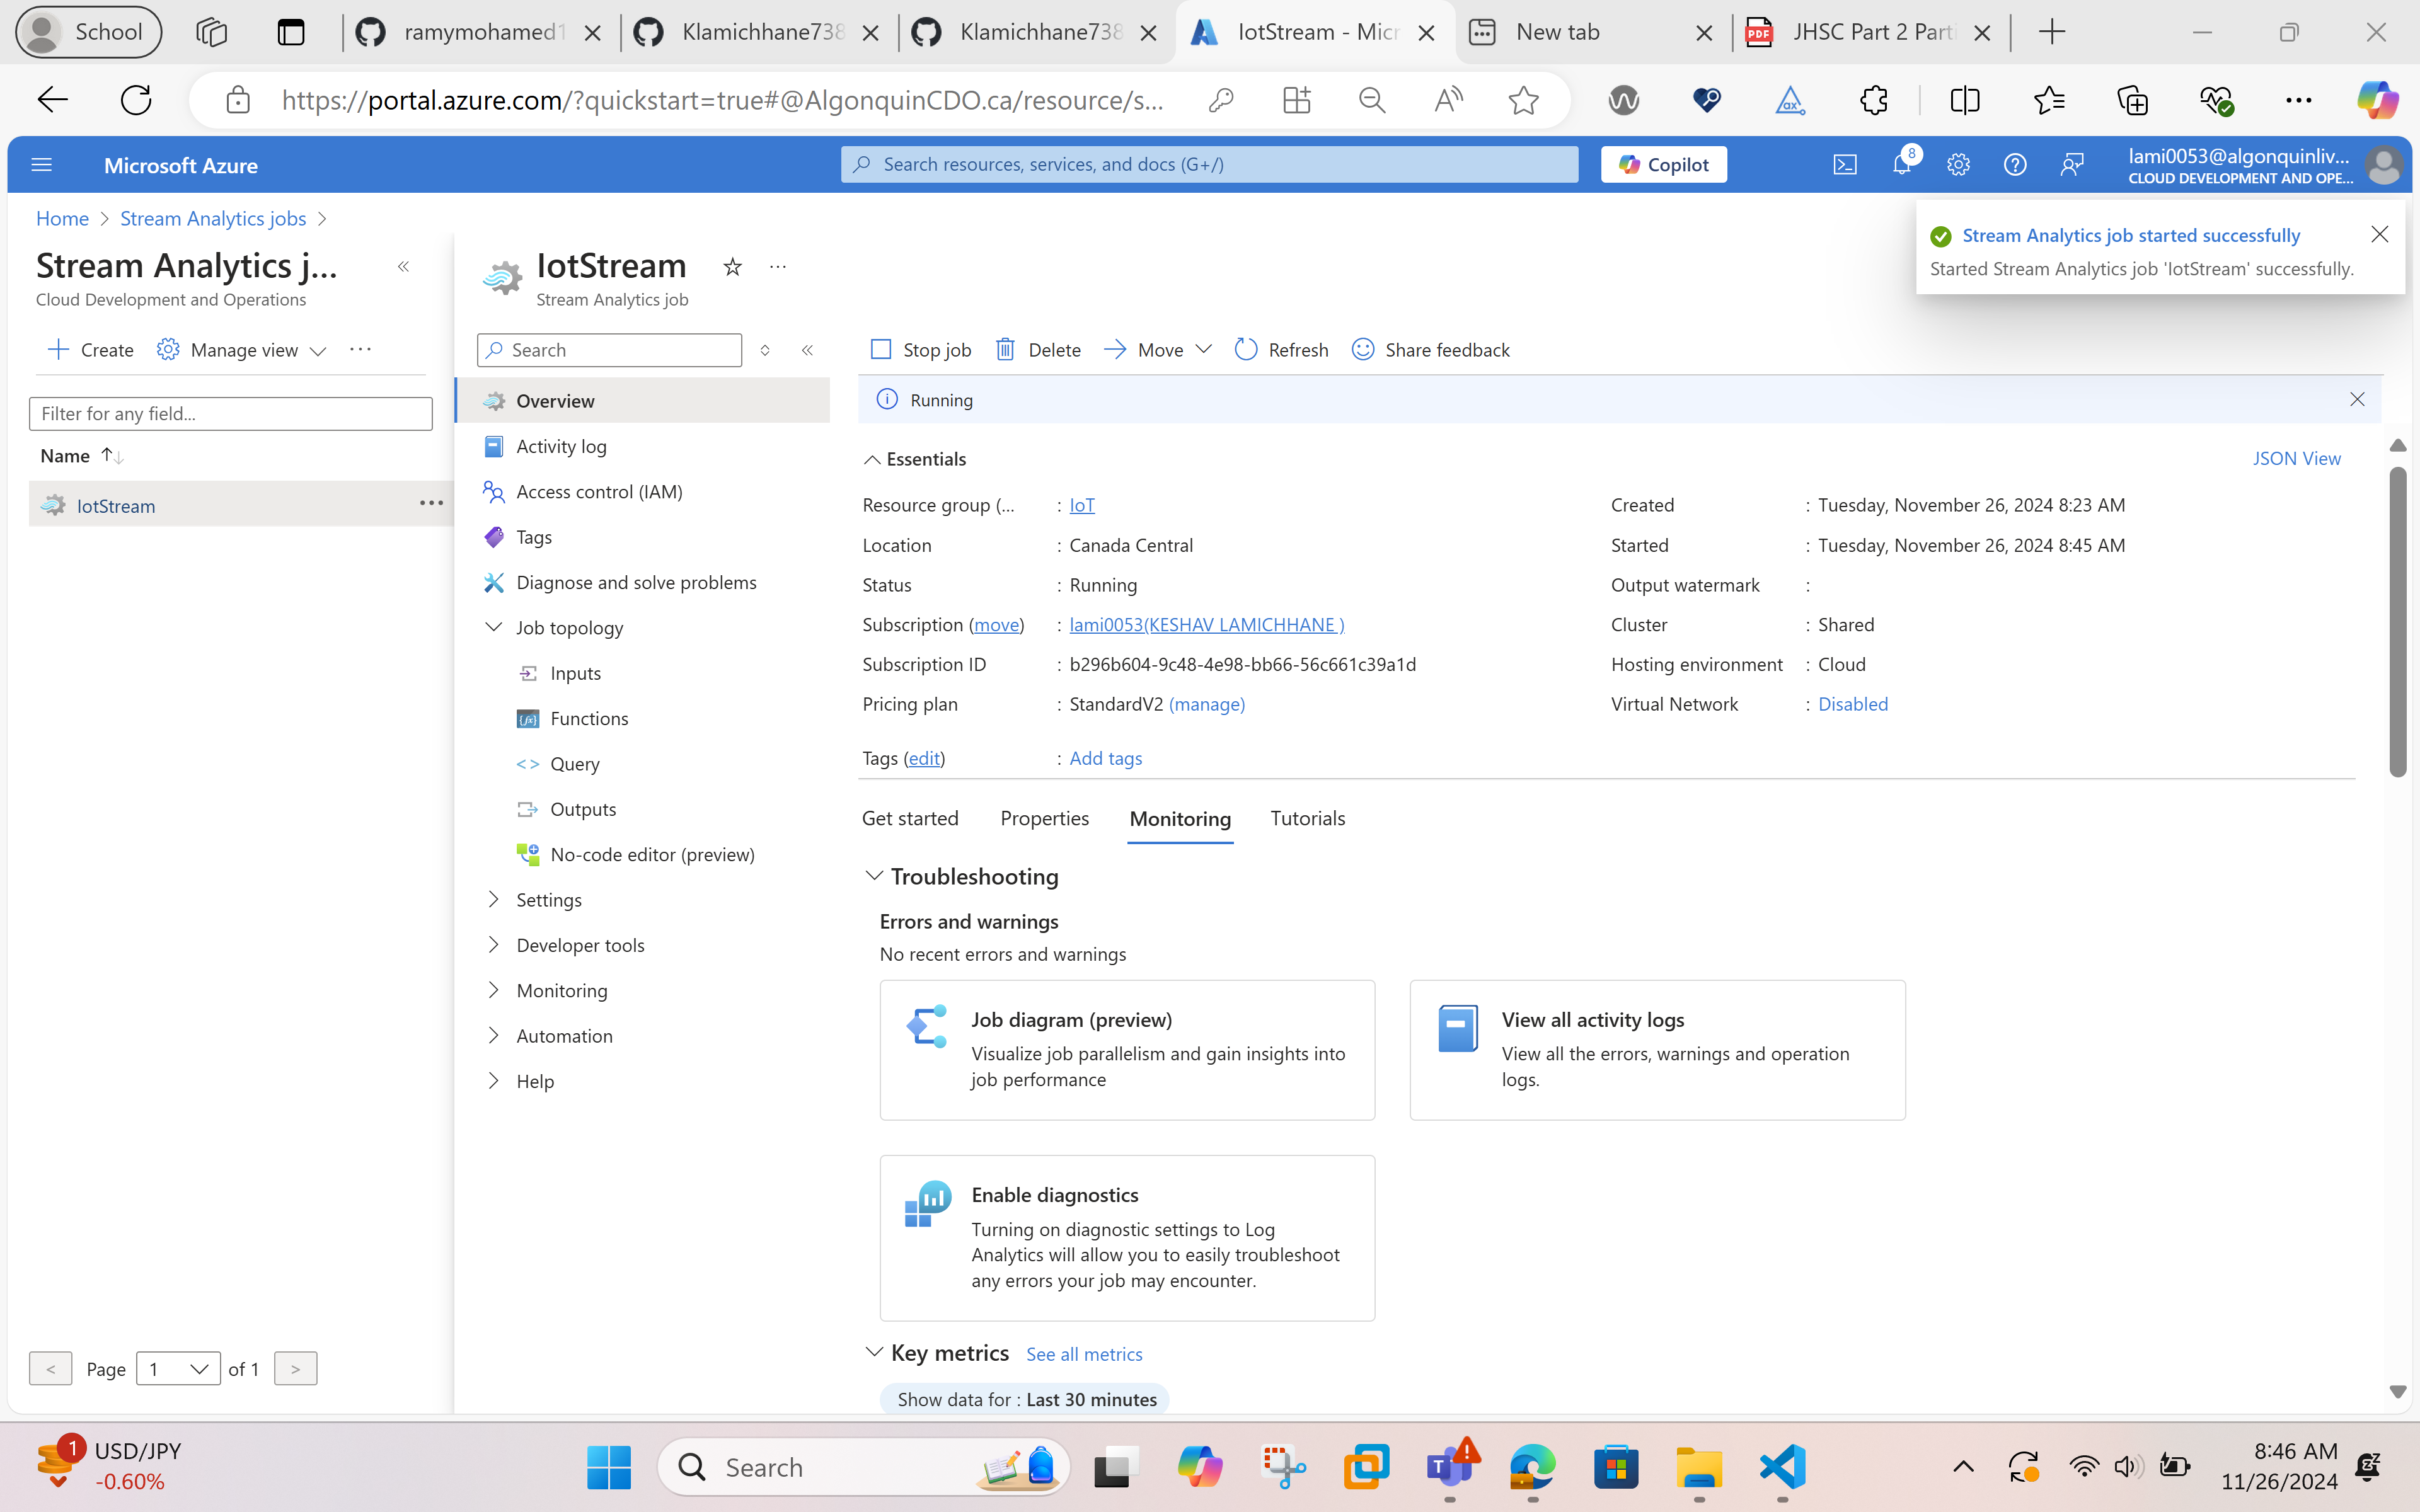 School
ramymohamed1
Klamichhane738
Klamichhane738
IotStream - Micr
New tab
PDF
JHSC Part 2 Parti
https://portal.azure.com/?quickstart=true#@AlgonquinCDO.ca/resource/s...
Microsoft Azure
Search resources, services, and docs (G+/)
Copilot
8
lami0053@algonquinliv...
CLOUD DEVELOPMENT AND OPE...
Home > Stream Analytics jobs >
Stream Analytics j...
Cloud Development and Operations
IotStream
Stream Analytics job
Stream Analytics job started successfully
Started Stream Analytics job 'IotStream' successfully.
Create
Manage view
Search
Stop job
Delete
Move
Refresh
Share feedback
Filter for any field...
Name
IotStream
Overview
Activity log
Access control (IAM)
Tags
Diagnose and solve problems
Job topology
Inputs
Functions
Query
Outputs
No-code editor (preview)
Settings
Developer tools
Monitoring
Automation
Help
Running
Essentials
JSON View
Resource group (... : IoT
Location : Canada Central
Status : Running
Subscription (move) : lami0053(KESHAV LAMICHHANE )
Subscription ID : b296b604-9c48-4e98-bb66-56c661c39a1d
Pricing plan : StandardV2 (manage)
Tags (edit) : Add tags
Created : Tuesday, November 26, 2024 8:23 AM
Started : Tuesday, November 26, 2024 8:45 AM
Output watermark :
Cluster : Shared
Hosting environment : Cloud
Virtual Network : Disabled
Get started
Properties
Monitoring
Tutorials
Troubleshooting
Errors and warnings
No recent errors and warnings
Job diagram (preview)
Visualize job parallelism and gain insights into
job performance
View all activity logs
View all the errors, warnings and operation
logs.
Enable diagnostics
Turning on diagnostic settings to Log
Analytics will allow you to easily troubleshoot
any errors your job may encounter.
Key metrics
See all metrics
Show data for : Last 30 minutes
< Page 1 of 1 >
1
USD/JPY
-0.60%
Search
8:46 AM
11/26/2024